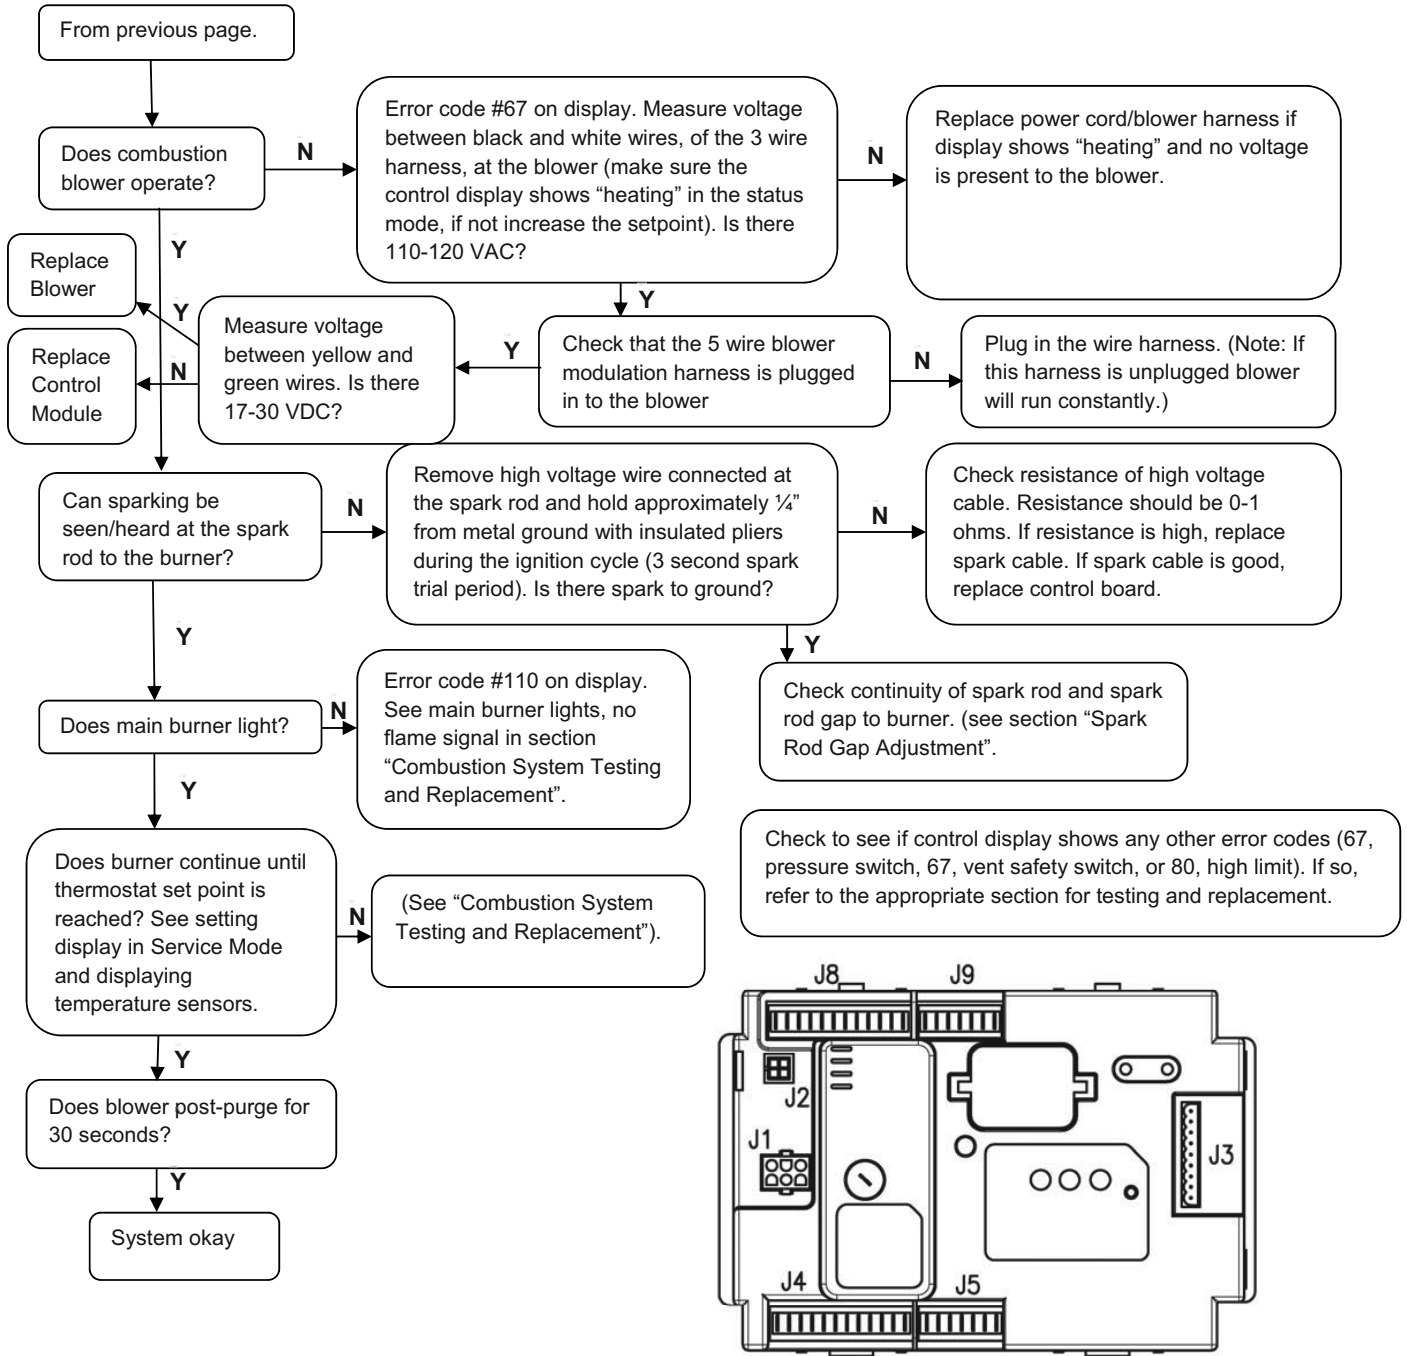 From previous page.
Does combustion
blower operate?
N
Error code #67 on display. Measure voltage
between black and white wires, of the 3 wire
harness, at the blower (make sure the
control display shows “heating” in the status
mode, if not increase the setpoint). Is there
110-120 VAC?
N
Replace power cord/blower harness if
display shows “heating” and no voltage
is present to the blower.
Y
Y
Replace
Blower
Y
Replace
Control
Module
N
Measure voltage
between yellow and
green wires. Is there
17-30 VDC?
Y
Check that the 5 wire blower
modulation harness is plugged
in to the blower
N
Plug in the wire harness. (Note: If
this harness is unplugged blower
will run constantly.)
Can sparking be
seen/heard at the spark
rod to the burner?
N
Remove high voltage wire connected at
the spark rod and hold approximately ¼”
from metal ground with insulated pliers
during the ignition cycle (3 second spark
trial period). Is there spark to ground?
N
Check resistance of high voltage
cable. Resistance should be 0-1
ohms. If resistance is high, replace
spark cable. If spark cable is good,
replace control board.
Y
Y
Check continuity of spark rod and spark
rod gap to burner. (see section “Spark
Rod Gap Adjustment”.
Does main burner light?
N
Error code #110 on display.
See main burner lights, no
flame signal in section
“Combustion System Testing
and Replacement”.
Y
Check to see if control display shows any other error codes (67,
pressure switch, 67, vent safety switch, or 80, high limit). If so,
refer to the appropriate section for testing and replacement.
Does burner continue until
thermostat set point is
reached? See setting
display in Service Mode
and displaying
temperature sensors.
N
(See “Combustion System
Testing and Replacement”).
Y
Does blower post-purge for
30 seconds?
Y
System okay
J8
J9
J2
J1
J3
J4
J5